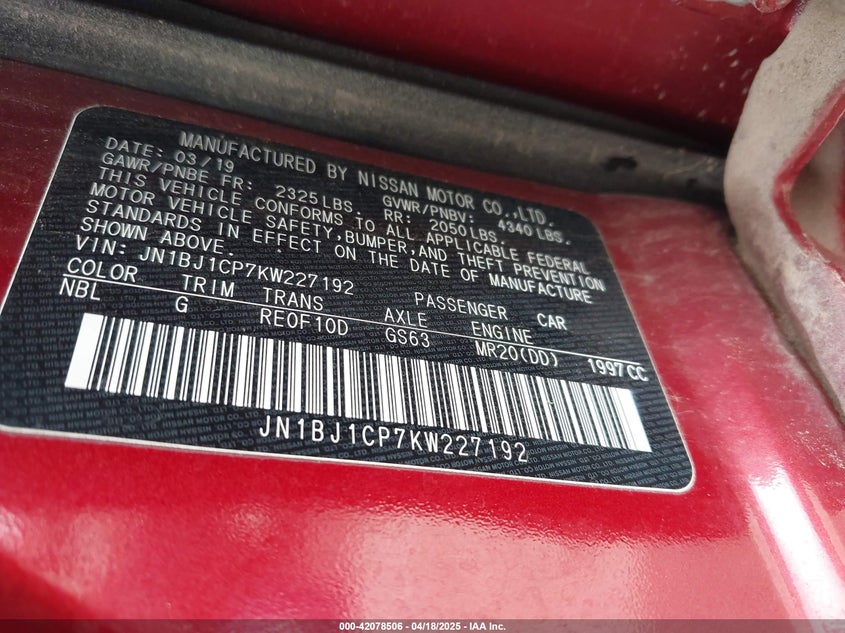 MANUFACTURED BY NISSAN MOTOR CO.,LTD.
DATE: 03/19 GVWR/PNBV: 4340 LBS.
GAWR/PNBE FR: 2325LBS. RR: 2050 LBS.
THIS VEHICLE CONFORMS TO ALL APPLICABLE FEDERAL
MOTOR VEHICLE SAFETY, BUMPER,AND THEFT PREVENTION
STANDARDS IN EFFECT ON THE DATE OF MANUFACTURE
SHOWN ABOVE.
VIN: JN1BJ1CP7KW227192 PASSENGER CAR
COLOR TRIM TRANS AXLE ENGINE
NBL G RE0F10D GS63 MR20(DD) 1997CC
JN1BJ1CP7KW227192
000-42078506 - 04/18/2025 - IAA Inc.